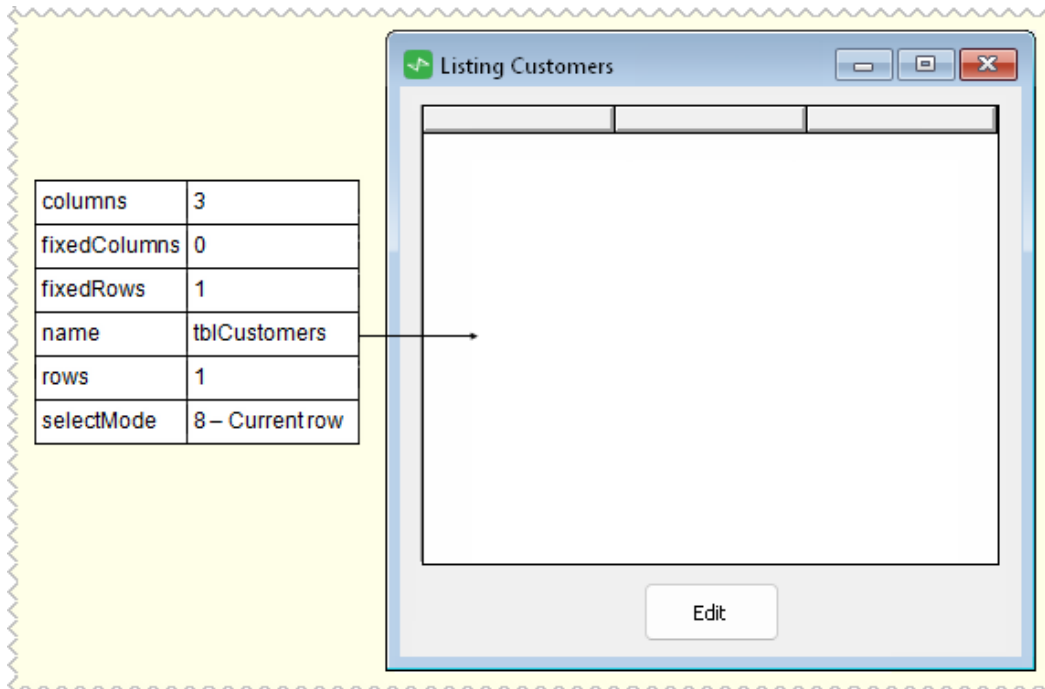 Listing Customers
columns 3
fixedColumns 0
fixedRows 1
name tblCustomers
rows 1
selectMode 8 – Current row
Edit